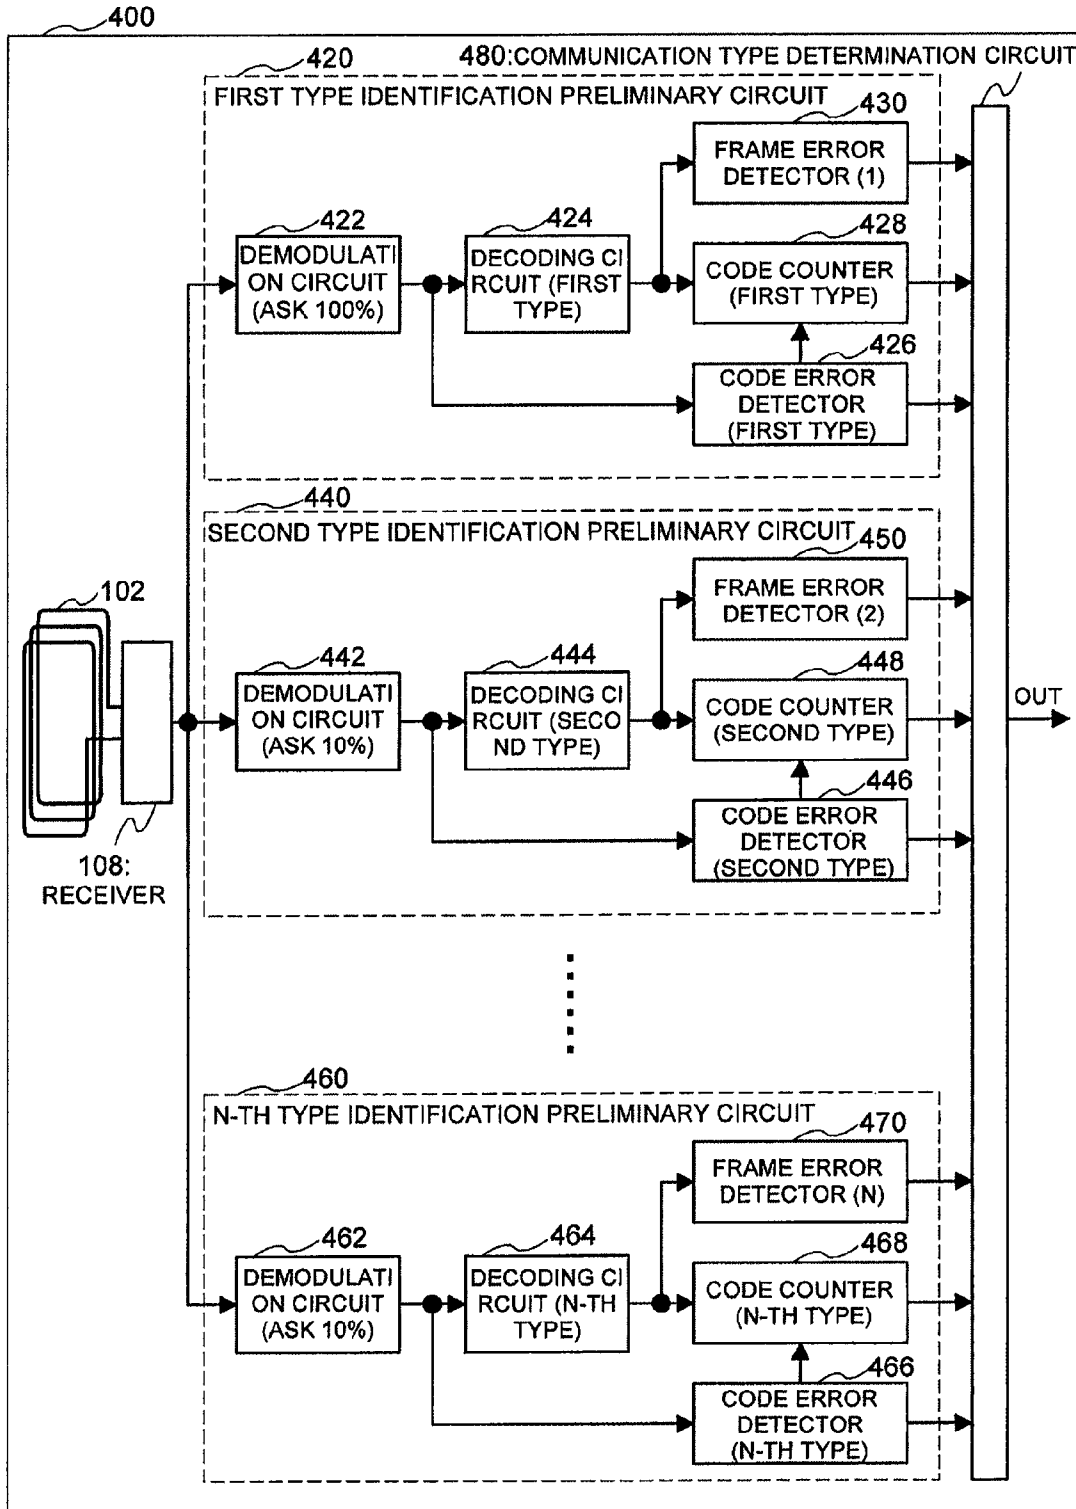 400
480:COMMUNICATION TYPE DETERMINATION CIRCUIT
420
FIRST TYPE IDENTIFICATION PRELIMINARY CIRCUIT
430
FRAME ERROR
DETECTOR (1)
422
DEMODULATI
ON CIRCUIT
(ASK 100%)
424
DECODING CI
RCUIT (FIRST
TYPE)
428
CODE COUNTER
(FIRST TYPE)
426
CODE ERROR
DETECTOR
(FIRST TYPE)
440
SECOND TYPE IDENTIFICATION PRELIMINARY CIRCUIT
450
FRAME ERROR
DETECTOR (2)
102
442
DEMODULATI
ON CIRCUIT
(ASK 10%)
444
DECODING CI
RCUIT (SECO
ND TYPE)
448
CODE COUNTER
(SECOND TYPE)
OUT
446
CODE ERROR
DETECTOR
(SECOND TYPE)
108:
RECEIVER
460
N-TH TYPE IDENTIFICATION PRELIMINARY CIRCUIT
470
FRAME ERROR
DETECTOR (N)
462
DEMODULATI
ON CIRCUIT
(ASK 10%)
464
DECODING CI
RCUIT (N-TH
TYPE)
468
CODE COUNTER
(N-TH TYPE)
466
CODE ERROR
DETECTOR
(N-TH TYPE)